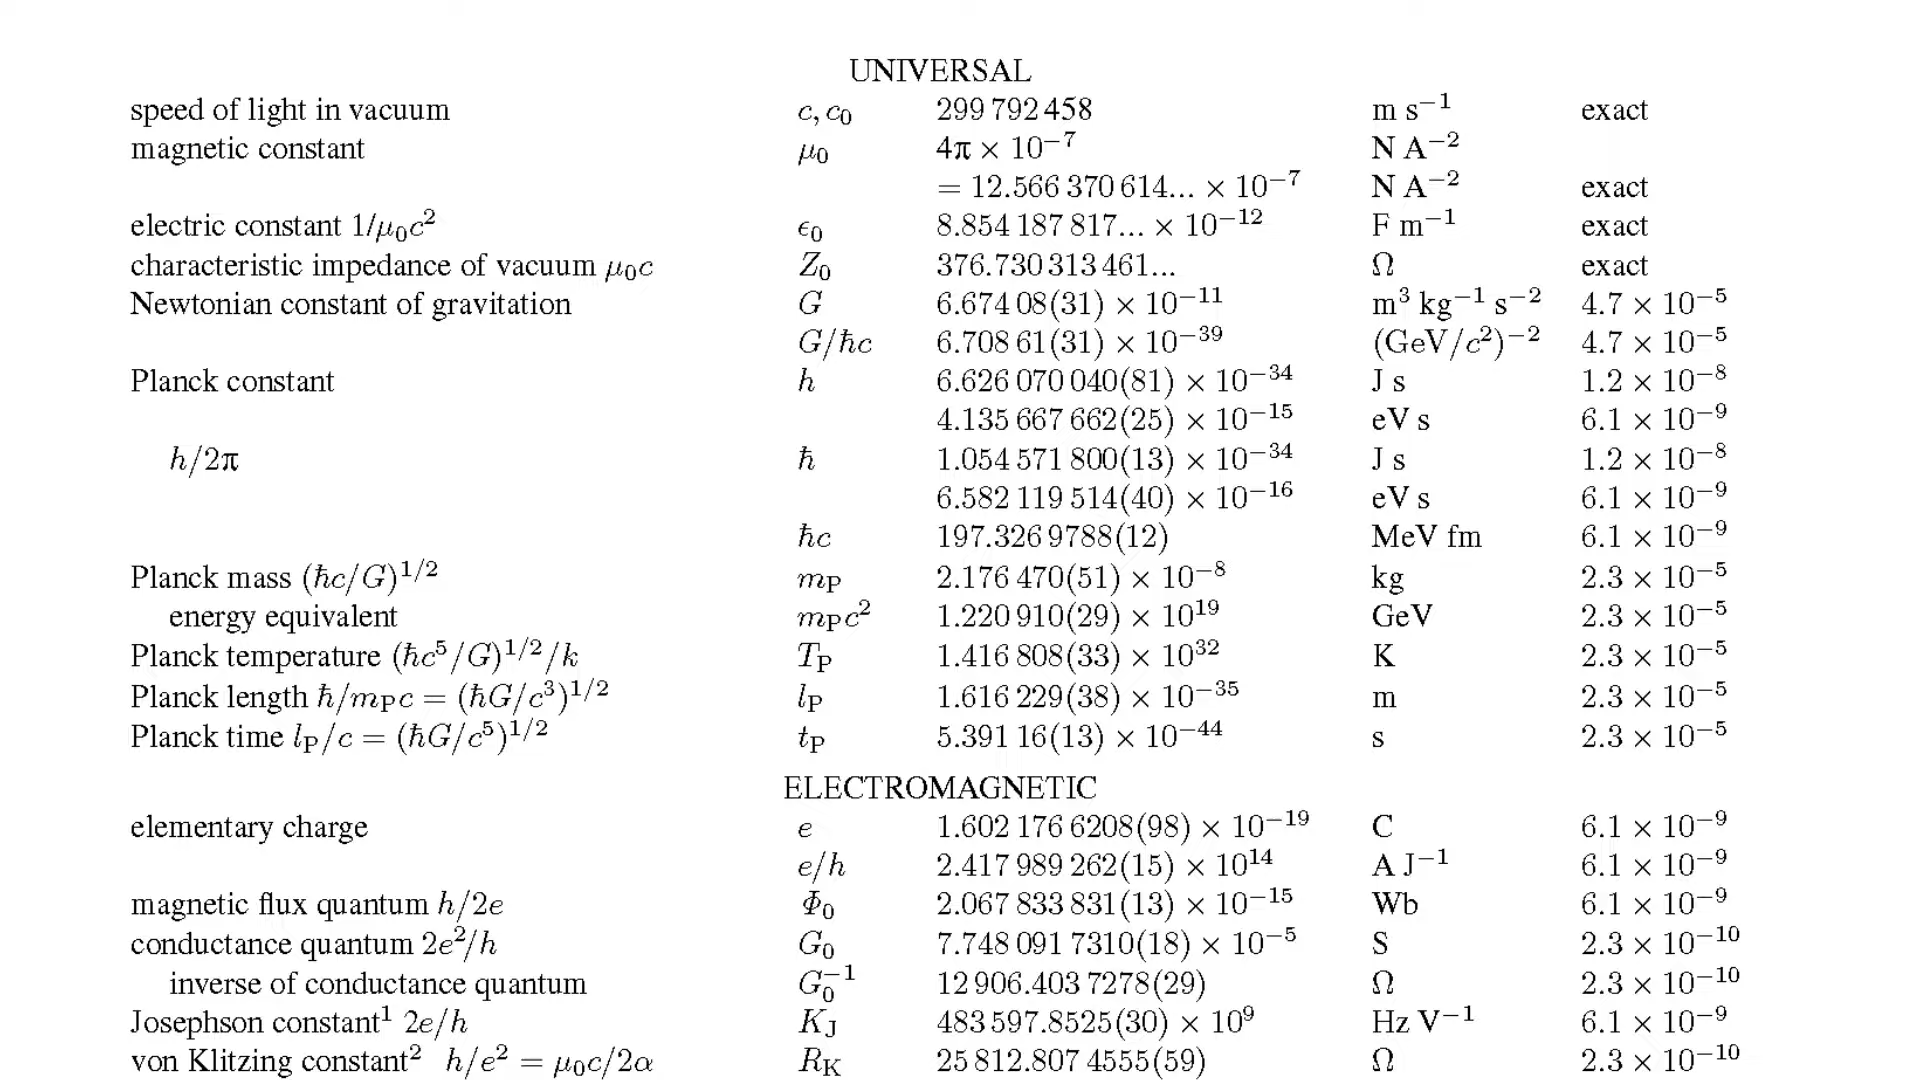 UNIVERSAL
speed of light in vacuum c, c₀ 299 792 458 m s⁻¹ exact
magnetic constant μ₀ 4π × 10⁻⁷ N A⁻²
= 12.566 370 614... × 10⁻⁷ N A⁻² exact
electric constant 1/μ₀c² ϵ₀ 8.854 187 817... × 10⁻¹² F m⁻¹ exact
characteristic impedance of vacuum μ₀c Z₀ 376.730 313 461... Ω exact
Newtonian constant of gravitation G 6.674 08(31) × 10⁻¹¹ m³ kg⁻¹ s⁻² 4.7 × 10⁻⁵
G/ħc 6.708 61(31) × 10⁻³⁹ (GeV/c²)⁻² 4.7 × 10⁻⁵
Planck constant h 6.626 070 040(81) × 10⁻³⁴ J s 1.2 × 10⁻⁸
4.135 667 662(25) × 10⁻¹⁵ eV s 6.1 × 10⁻⁹
h/2π ħ 1.054 571 800(13) × 10⁻³⁴ J s 1.2 × 10⁻⁸
6.582 119 514(40) × 10⁻¹⁶ eV s 6.1 × 10⁻⁹
ħc 197.326 9788(12) MeV fm 6.1 × 10⁻⁹
Planck mass (ħc/G)¹/² mP 2.176 470(51) × 10⁻⁸ kg 2.3 × 10⁻⁵
energy equivalent mPc² 1.220 910(29) × 10¹⁹ GeV 2.3 × 10⁻⁵
Planck temperature (ħc⁵/G)¹/²/k TP 1.416 808(33) × 10³² K 2.3 × 10⁻⁵
Planck length ħ/mPc = (ħG/c³)¹/² lP 1.616 229(38) × 10⁻³⁵ m 2.3 × 10⁻⁵
Planck time lP/c = (ħG/c⁵)¹/² tP 5.391 16(13) × 10⁻⁴⁴ s 2.3 × 10⁻⁵
ELECTROMAGNETIC
elementary charge e 1.602 176 6208(98) × 10⁻¹⁹ C 6.1 × 10⁻⁹
e/h 2.417 989 262(15) × 10¹⁴ A J⁻¹ 6.1 × 10⁻⁹
magnetic flux quantum h/2e Φ₀ 2.067 833 831(13) × 10⁻¹⁵ Wb 6.1 × 10⁻⁹
conductance quantum 2e²/h G₀ 7.748 091 7310(18) × 10⁻⁵ S 2.3 × 10⁻¹⁰
inverse of conductance quantum G₀⁻¹ 12 906.403 7278(29) Ω 2.3 × 10⁻¹⁰
Josephson constant¹ 2e/h KJ 483 597.8525(30) × 10⁹ Hz V⁻¹ 6.1 × 10⁻⁹
von Klitzing constant² h/e² = μ₀c/2α RK 25 812.807 4555(59) Ω 2.3 × 10⁻¹⁰